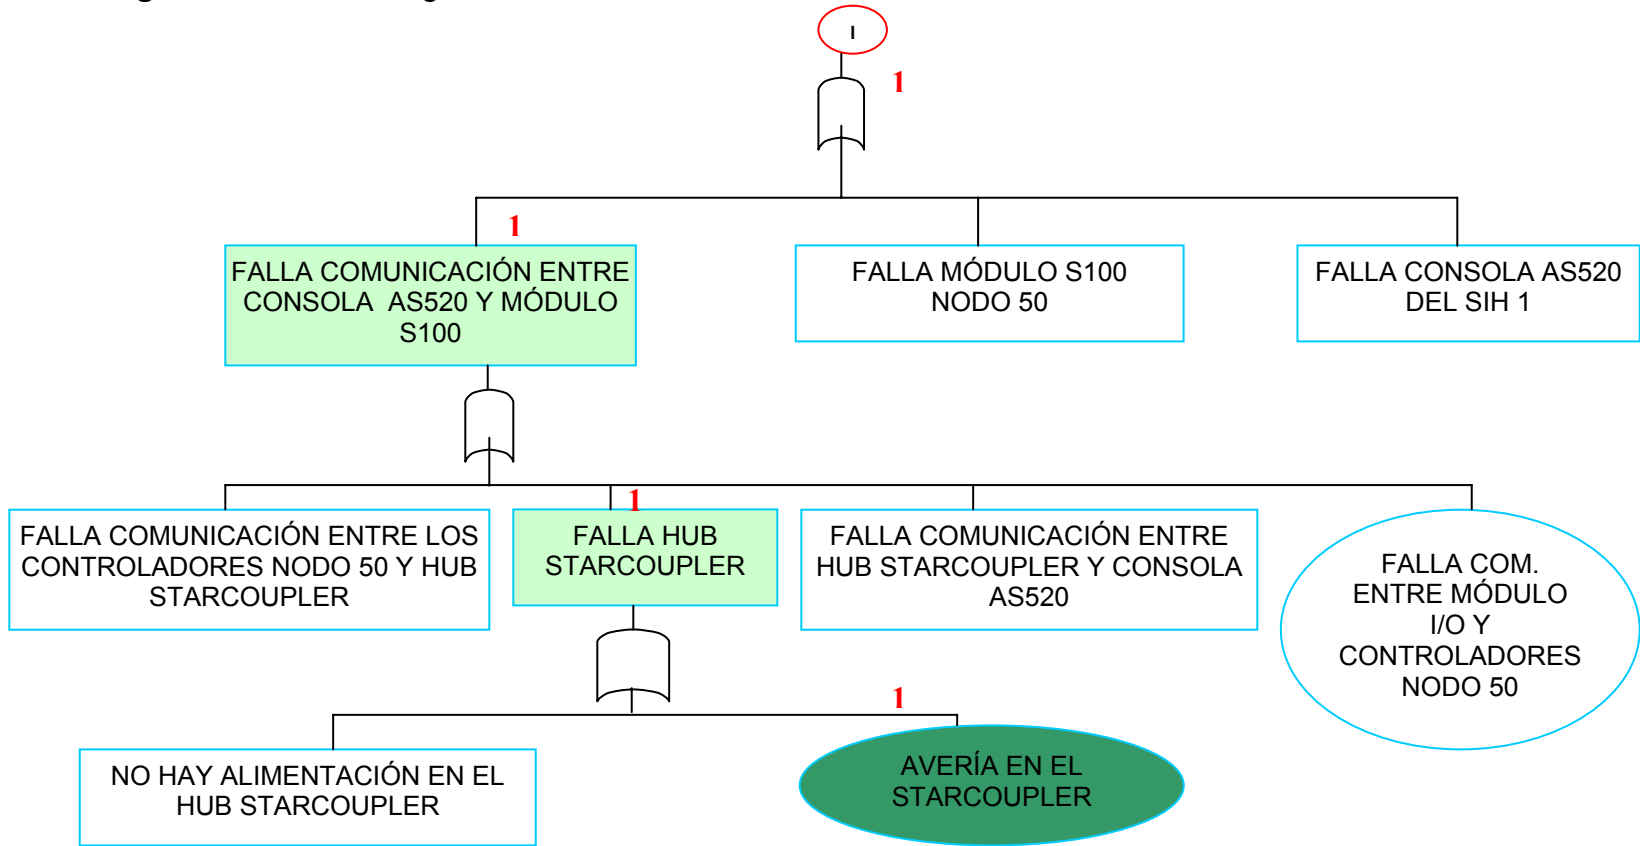 I
1
1
FALLA COMUNICACIÓN ENTRE
CONSOLA AS520 Y MÓDULO
S100
FALLA MÓDULO S100
NODO 50
FALLA CONSOLA AS520
DEL SIH 1
1
FALLA COMUNICACIÓN ENTRE LOS
CONTROLADORES NODO 50 Y HUB
STARCOUPLER
FALLA HUB
STARCOUPLER
FALLA COMUNICACIÓN ENTRE
HUB STARCOUPLER Y CONSOLA
AS520
FALLA COM.
ENTRE MÓDULO
I/O Y
CONTROLADORES
NODO 50
1
NO HAY ALIMENTACIÓN EN EL
HUB STARCOUPLER
AVERÍA EN EL
STARCOUPLER